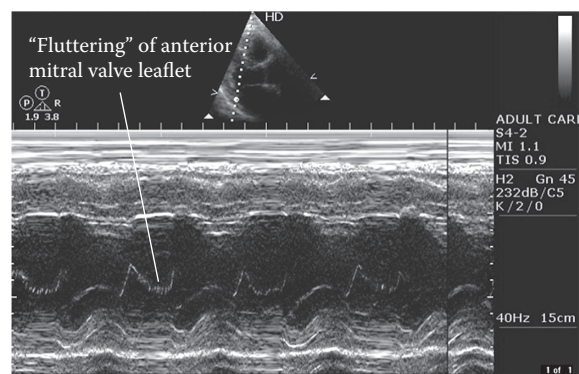 HD
“Fluttering” of anterior
mitral valve leaflet
T
P R
1.9 3.8
ADULT CAR
S4-2
MI 1.1
TIS 0.9
H2 Gn 45
232dB/C5
K/2/0
40Hz 15cm
1 of 1